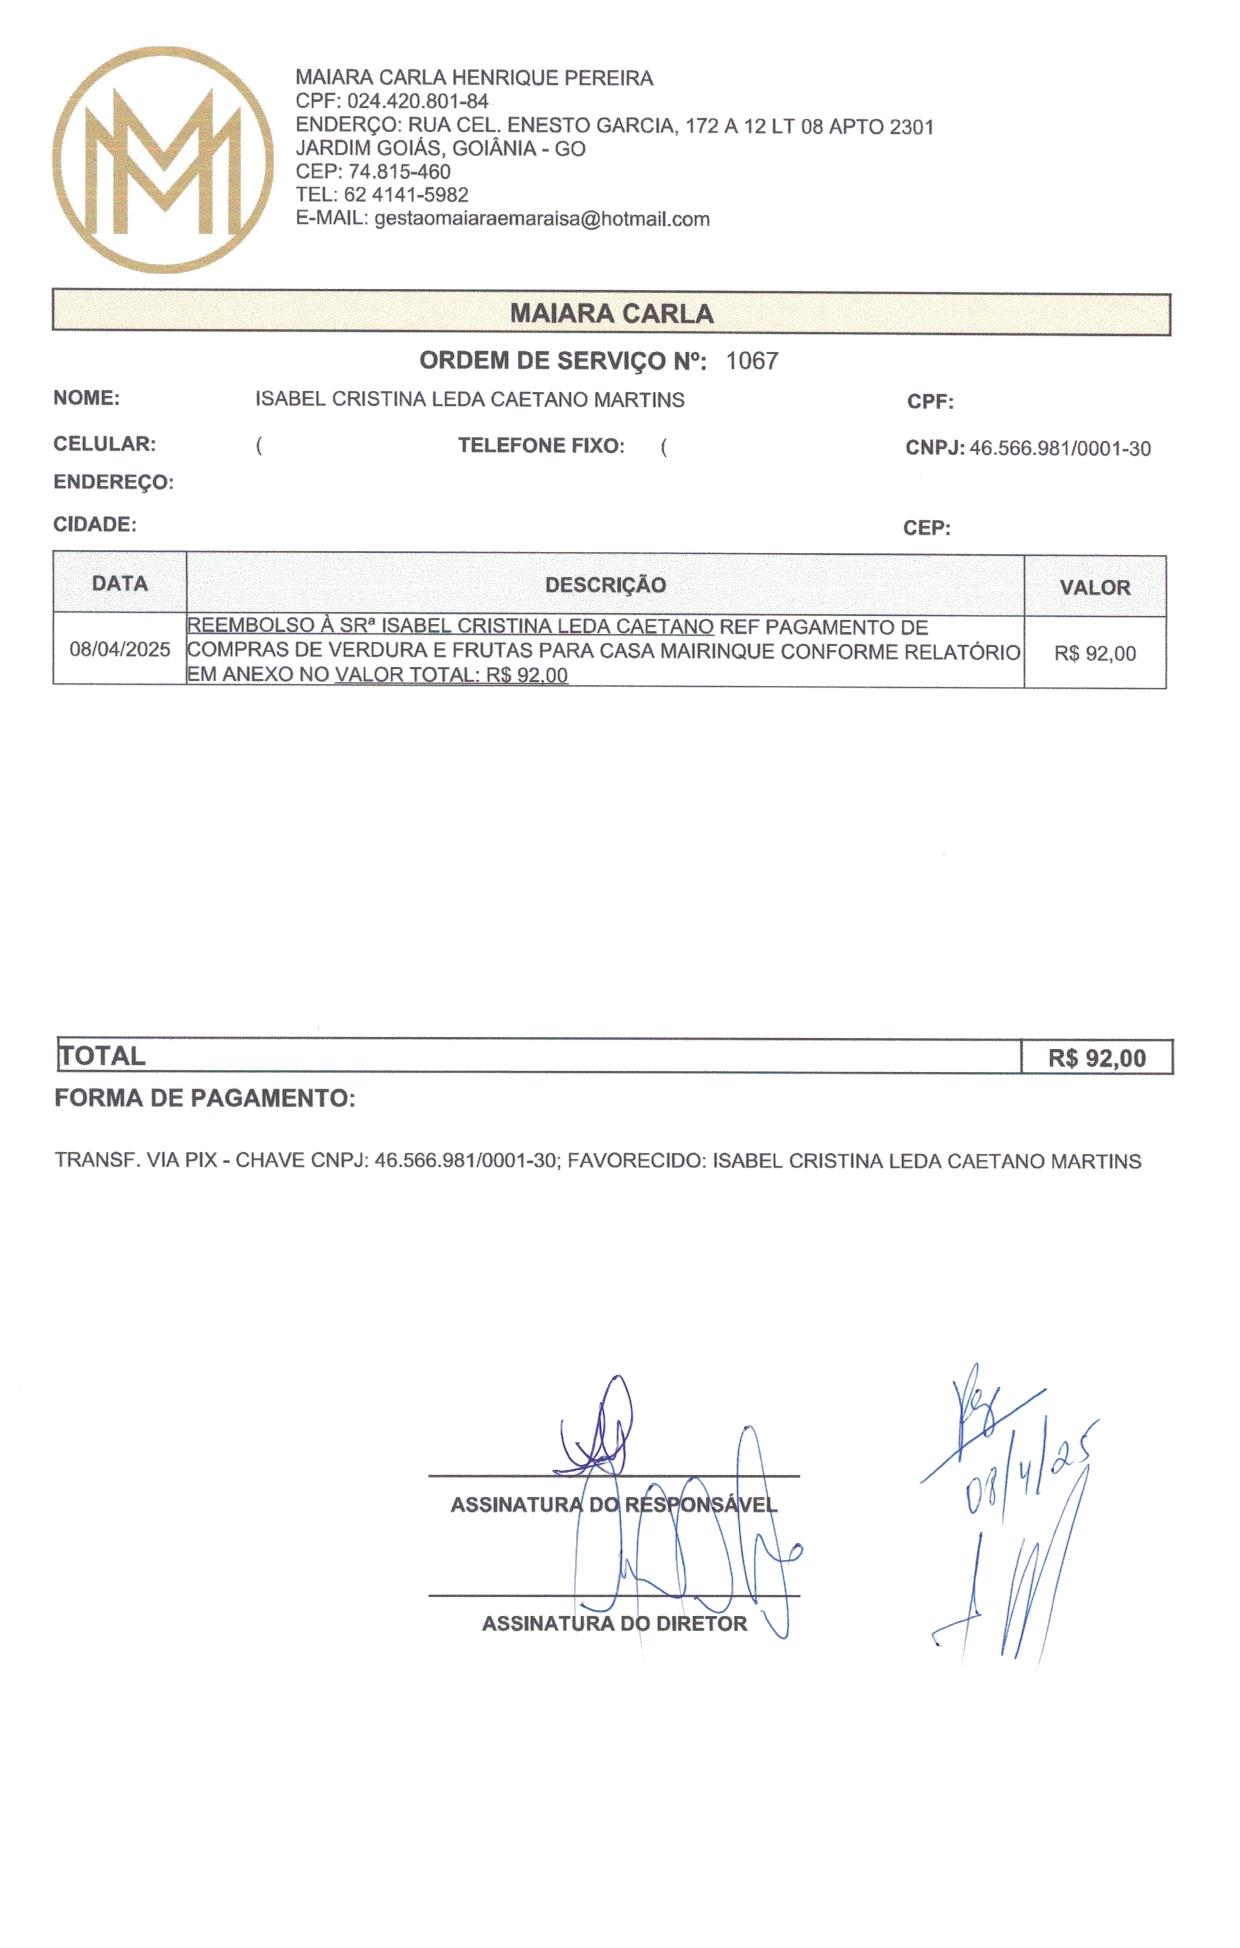 MAIARA CARLA HENRIQUE PEREIRA
CPF: 024.420.801-84
ENDERÇO: RUA CEL. ENESTO GARCIA, 172 A 12 LT 08 APTO 2301
JARDIM GOIÁS, GOIÂNIA - GO
CEP: 74.815-460
TEL: 62 4141-5982
E-MAIL: gestaomaiaraemaraisa@hotmail.com
MAIARA CARLA
ORDEM DE SERVIÇO Nº: 1067
NOME: ISABEL CRISTINA LEDA CAETANO MARTINS CPF:
CELULAR: ( TELEFONE FIXO: ( CNPJ: 46.566.981/0001-30
ENDEREÇO:
CIDADE: CEP:
DATA DESCRIÇÃO VALOR
REEMBOLSO À SRª ISABEL CRISTINA LEDA CAETANO REF PAGAMENTO DE
08/04/2025 COMPRAS DE VERDURA E FRUTAS PARA CASA MAIRINQUE CONFORME RELATÓRIO R$ 92,00
EM ANEXO NO VALOR TOTAL: R$ 92,00
TOTAL R$ 92,00
FORMA DE PAGAMENTO:
TRANSF. VIA PIX - CHAVE CNPJ: 46.566.981/0001-30; FAVORECIDO: ISABEL CRISTINA LEDA CAETANO MARTINS
08/4/25
ASSINATURA DO RESPONSÁVEL
ASSINATURA DO DIRETOR